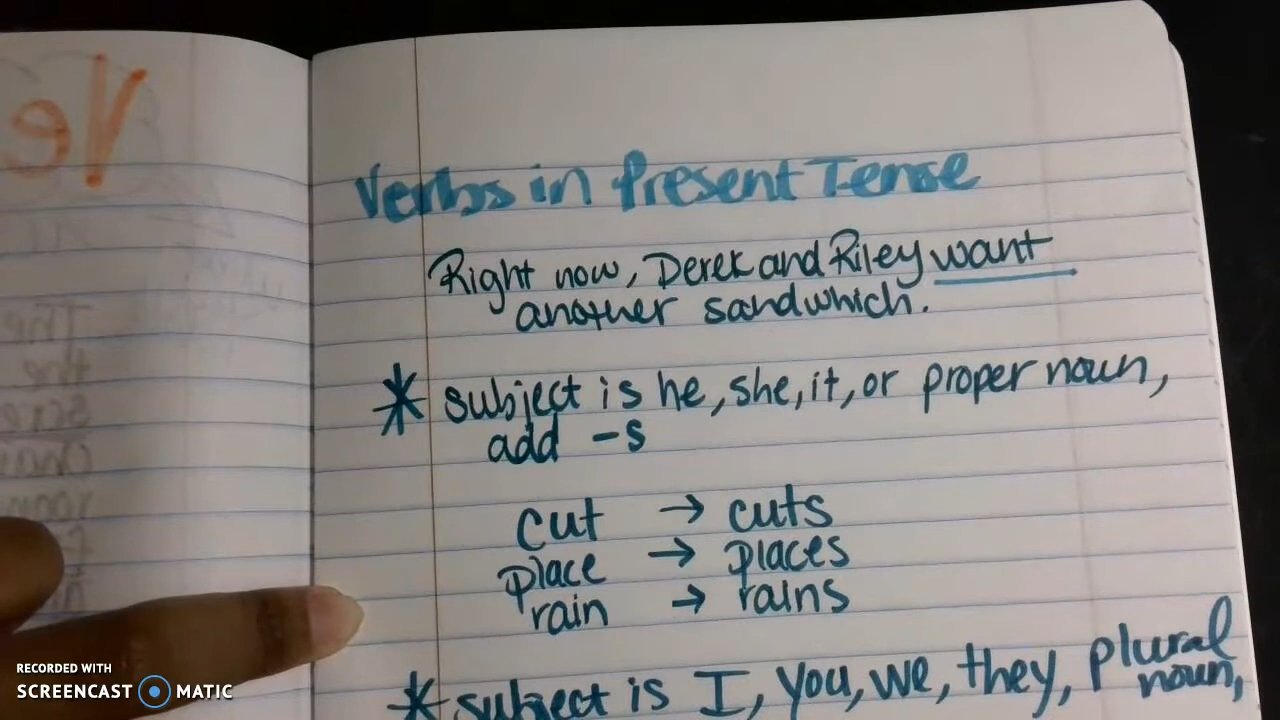 Verbs in Present Tense
Right now, Derek and Riley want
another sandwhich.
* subject is he, she, it, or proper noun,
add -s
cut → cuts
place → places
rain → rains
* subject is I, you, we, they, plural
noun,
RECORDED WITH
SCREENCAST MATIC